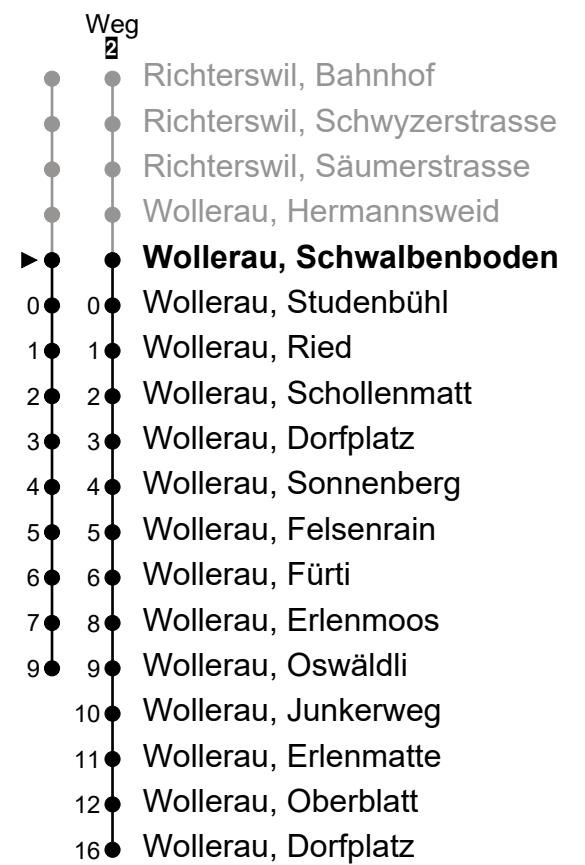 Weg
2
Richterswil, Bahnhof
Richterswil, Schwyzerstrasse
Richterswil, Säumerstrasse
Wollerau, Hermannsweid
Wollerau, Schwalbenboden
0 0 Wollerau, Studenbühl
1 1 Wollerau, Ried
2 2 Wollerau, Schollenmatt
3 3 Wollerau, Dorfplatz
4 4 Wollerau, Sonnenberg
5 5 Wollerau, Felsenrain
6 6 Wollerau, Fürti
7 8 Wollerau, Erlenmoos
9 9 Wollerau, Oswäldli
10 Wollerau, Junkerweg
11 Wollerau, Erlenmatte
12 Wollerau, Oberblatt
16 Wollerau, Dorfplatz